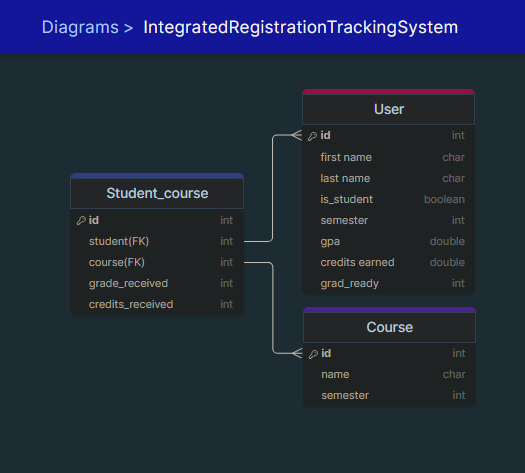 Diagrams > IntegratedRegistrationTrackingSystem
User
id int
first name char
last name char
is_student boolean
semester int
gpa double
credits earned double
grad_ready int
Student_course
id int
student(FK) int
course(FK) int
grade_received int
credits_received int
Course
id int
name char
semester int